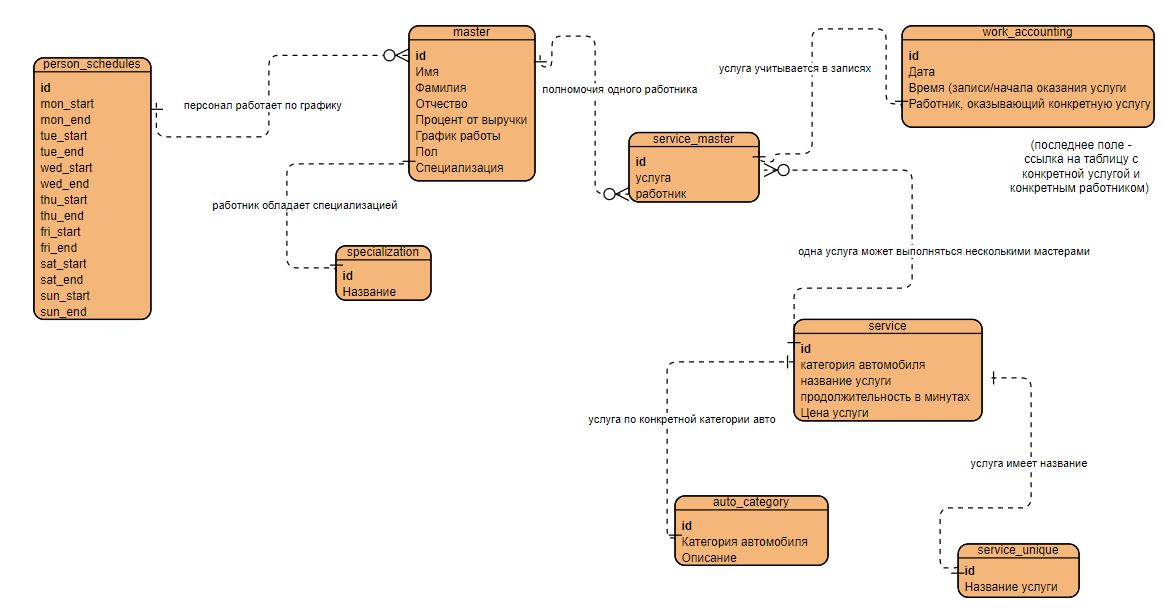 person_schedules
id
mon_start
mon_end
tue_start
tue_end
wed_start
wed_end
thu_start
thu_end
fri_start
fri_end
sat_start
sat_end
sun_start
sun_end
персонал работает по графику
master
id
Имя
Фамилия
Отчество
Процент от выручки
График работы
Пол
Специализация
работник обладает специализацией
specialization
id
Название
полномочия одного работника
service_master
id
услуга
работник
услуга учитывается в записях
work_accounting
id
Дата
Время (записи/начала оказания услуги
Работник, оказывающий конкретную услугу
(последнее поле -
ссылка на таблицу с
конкретной услугой и
конкретным работником)
одна услуга может выполняться несколькими мастерами
service
id
категория автомобиля
название услуги
продолжительность в минутах
Цена услуги
услуга по конкретной категории авто
услуга имеет название
auto_category
id
Категория автомобиля
Описание
service_unique
id
Название услуги